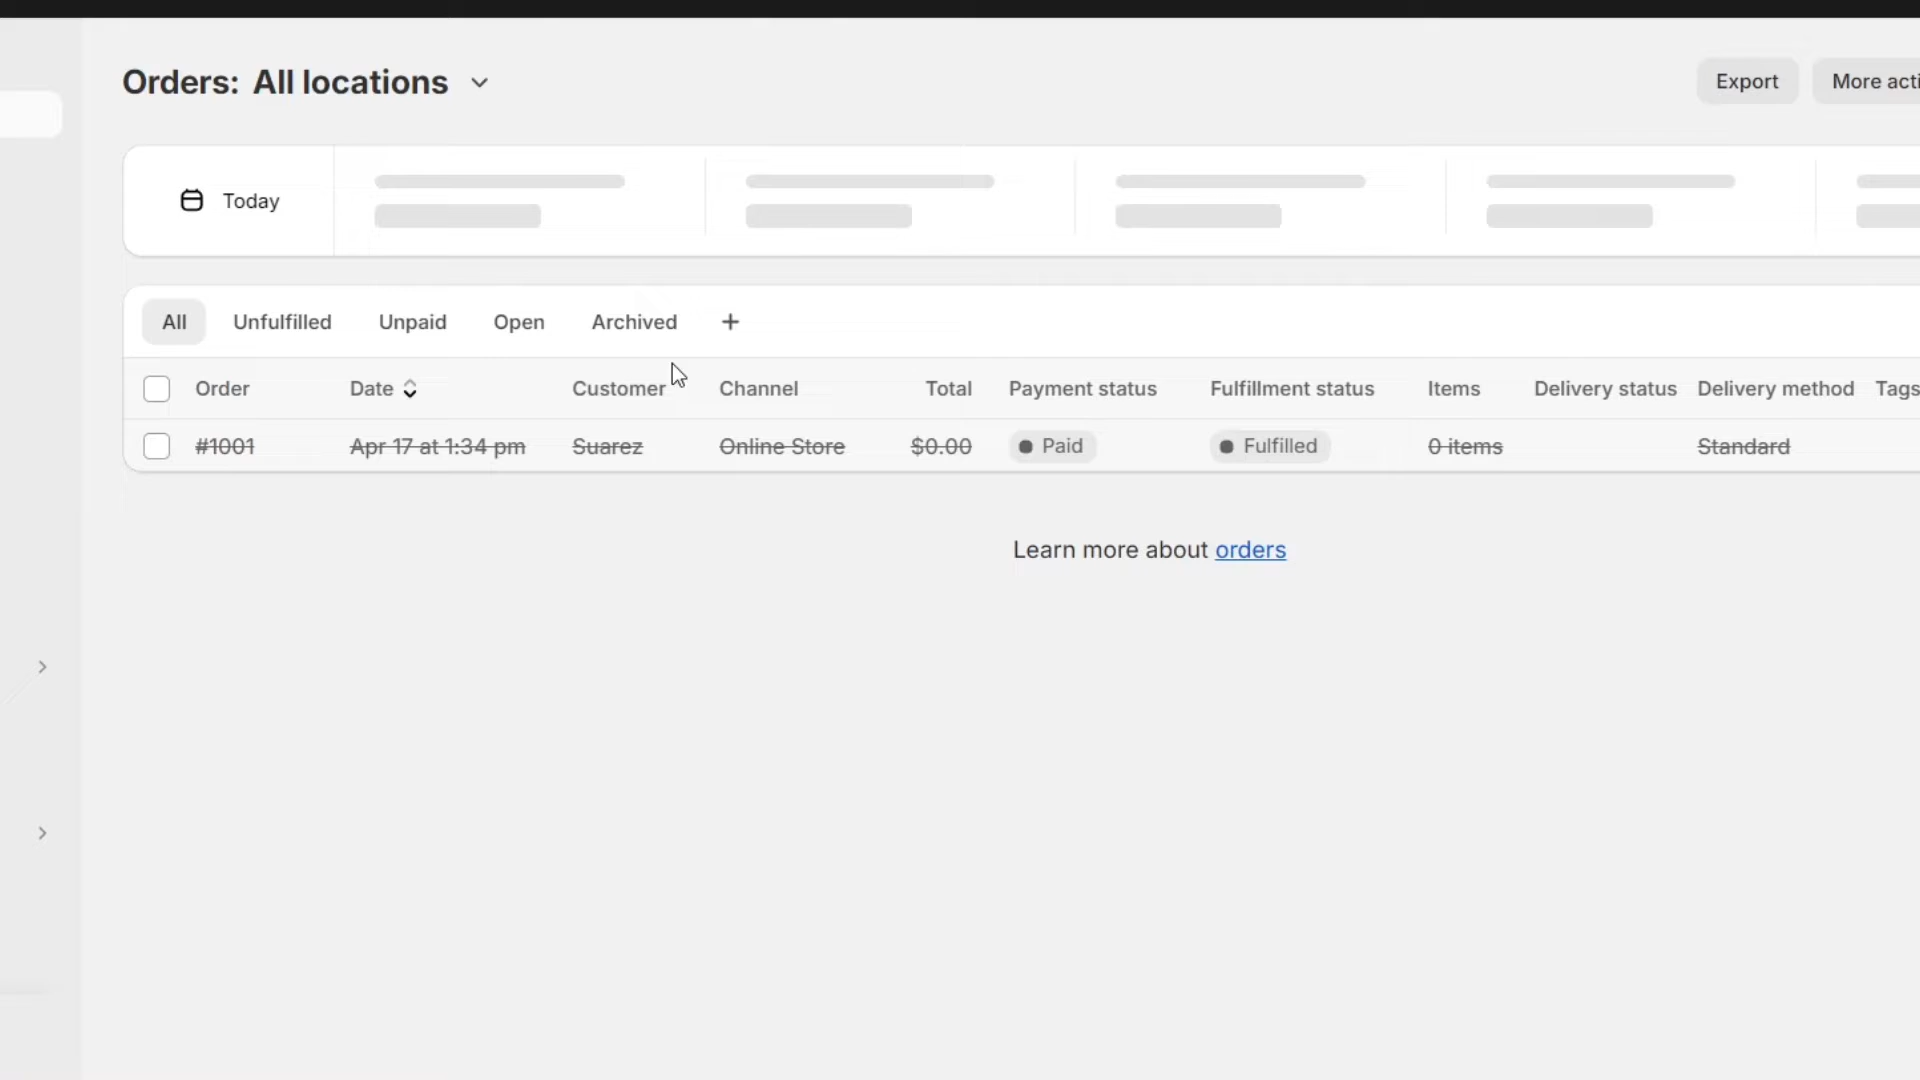 Orders: All locations
Export
More acti
Today
All Unfulfilled Unpaid Open Archived +
Order Date Customer Channel Total Payment status Fulfillment status Items Delivery status Delivery method Tags
#1001 Apr 17 at 1:34 pm Suarez Online Store $0.00 Paid Fulfilled 0 items Standard
Learn more about orders